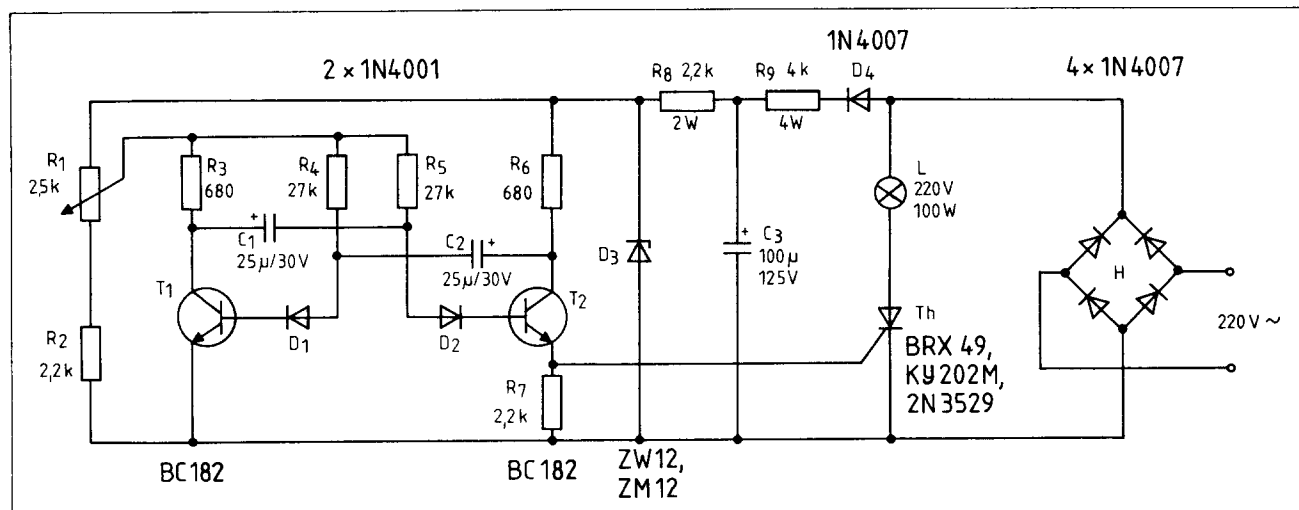 1N4007
2 × 1N4001
R8 2,2k
R9 4k
D4
4 × 1N4007
2W
4W
R1
2,5k
R3
680
R4
27k
R5
27k
R6
680
L
220V
100W
+
C1
25μ/30V
C2
+
25μ/30V
D3
+
C3
100μ
125V
H
T1
T2
D1
D2
Th
220V~
R2
2,2k
R7
2,2k
BRX 49,
KY202M,
2N3529
BC182
BC182
ZW12,
ZM12